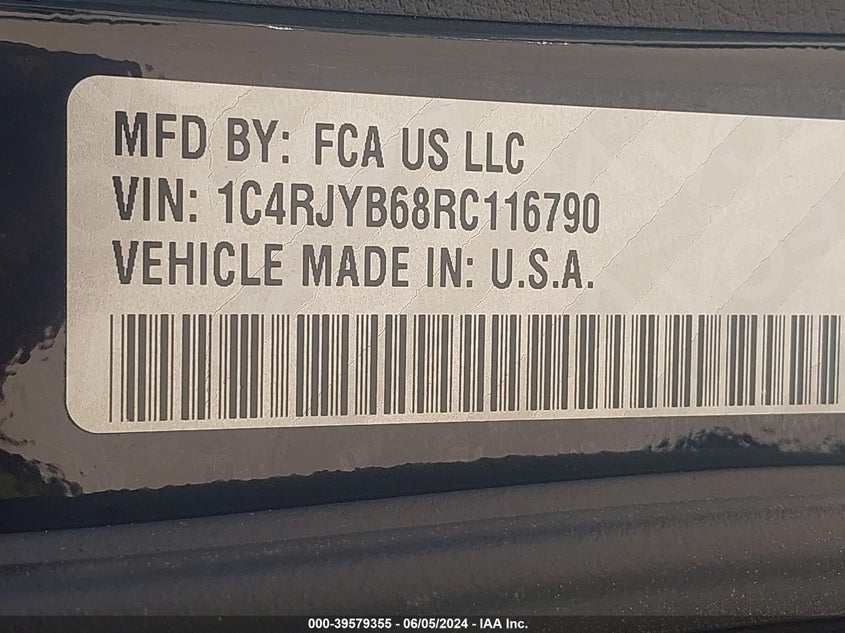 MFD BY: FCA US LLC
VIN: 1C4RJYB68RC116790
VEHICLE MADE IN: U.S.A.
000-39579355 - 06/05/2024 - IAA Inc.